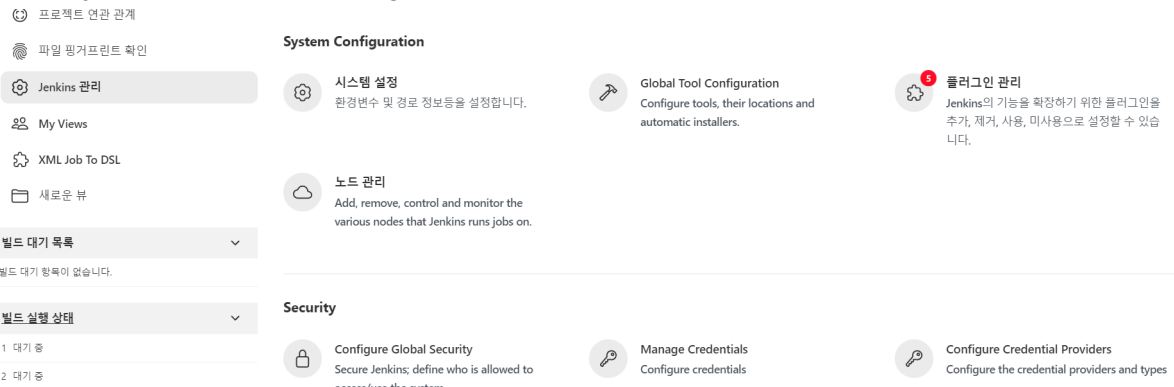 프로젝트 연관 관계
파일 핑거프린트 확인
Jenkins 관리
My Views
XML Job To DSL
새로운 뷰
빌드 대기 목록
빌드 대기 항목이 없습니다.
빌드 실행 상태
1 대기 중
2 대기 중
System Configuration
시스템 설정
환경변수 및 경로 정보등을 설정합니다.
Global Tool Configuration
Configure tools, their locations and
automatic installers.
5
플러그인 관리
Jenkins의 기능을 확장하기 위한 플러그인을
추가, 제거, 사용, 미사용으로 설정할 수 있습
니다.
노드 관리
Add, remove, control and monitor the
various nodes that Jenkins runs jobs on.
Security
Configure Global Security
Secure Jenkins; define who is allowed to
access/use the system.
Manage Credentials
Configure credentials
Configure Credential Providers
Configure the credential providers and types